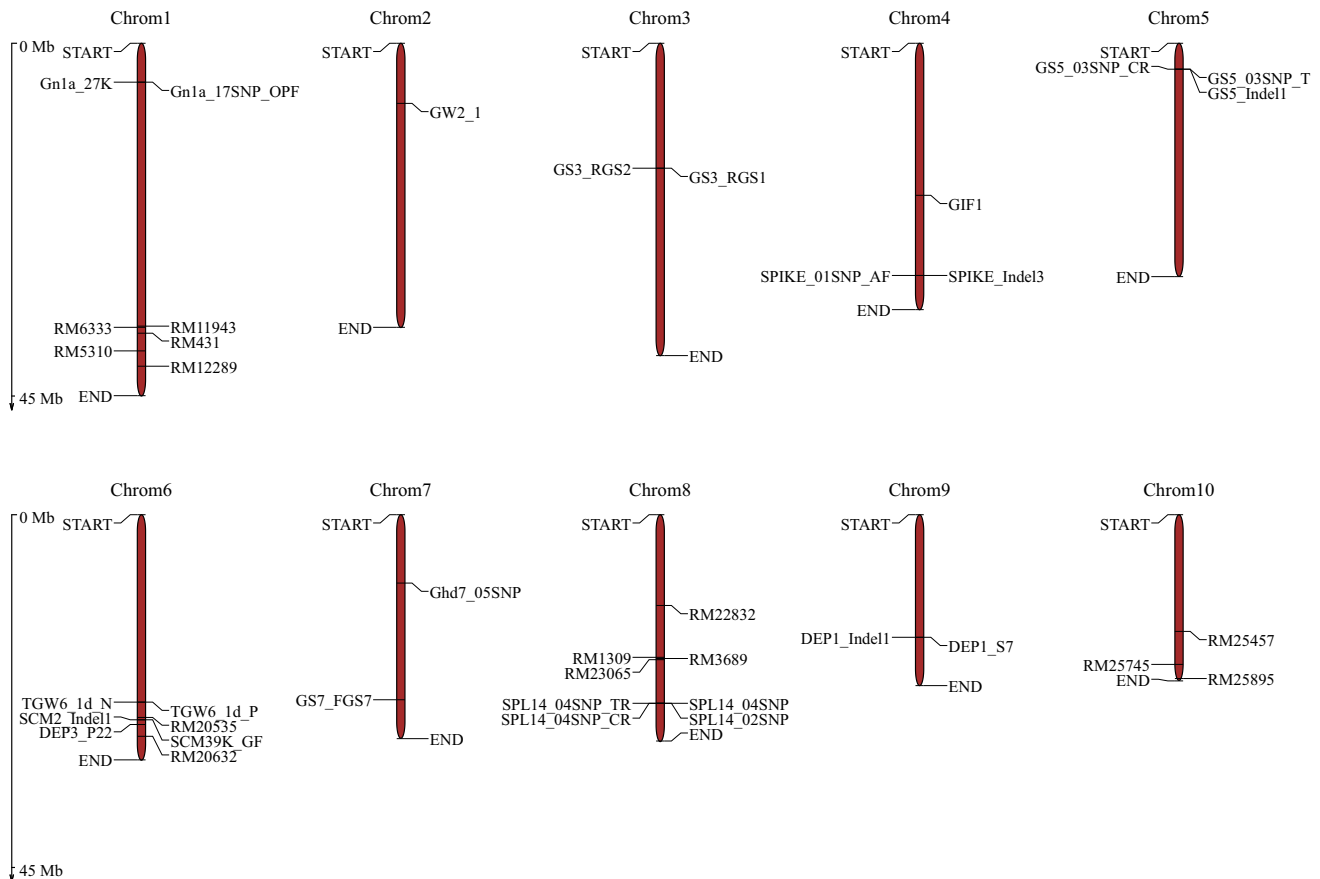 Chrom1 Chrom2 Chrom3 Chrom4 Chrom5
0 Mb START START START START START
GS5_03SNP_CR
Gn1a_27K GS5_03SNP_T
Gn1a_17SNP_OPF GS5_Indel1
GW2_1
GS3_RGS2 GS3_RGS1
GIF1
SPIKE_01SNP_AF SPIKE_Indel3 END
END
RM6333 RM11943 END
RM431
RM5310 END
RM12289
45 Mb END
Chrom6 Chrom7 Chrom8 Chrom9 Chrom10
0 Mb START START START START START
Ghd7_05SNP
RM22832
DEP1_Indel1 DEP1_S7 RM25457
RM1309 RM3689
RM23065 RM25745
END RM25895
END
GS7_FGS7
TGW6_1d_N SPL14_04SNP_TR SPL14_04SNP
TGW6_1d_P
SCM2_Indel1 SPL14_04SNP_CR SPL14_02SNP
RM20535
DEP3_P22 END
SCM39K_GF END
RM20632
END
45 Mb